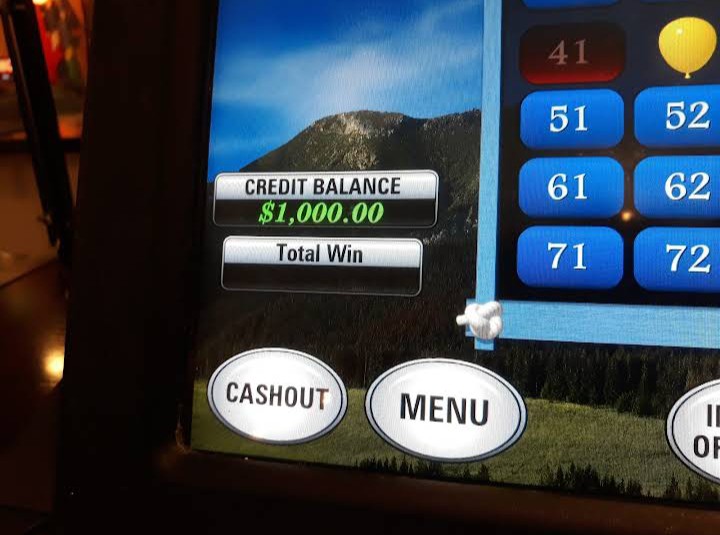 41
51 52
CREDIT BALANCE
$1,000.00
61 62
Total Win
71 72
CASHOUT
MENU